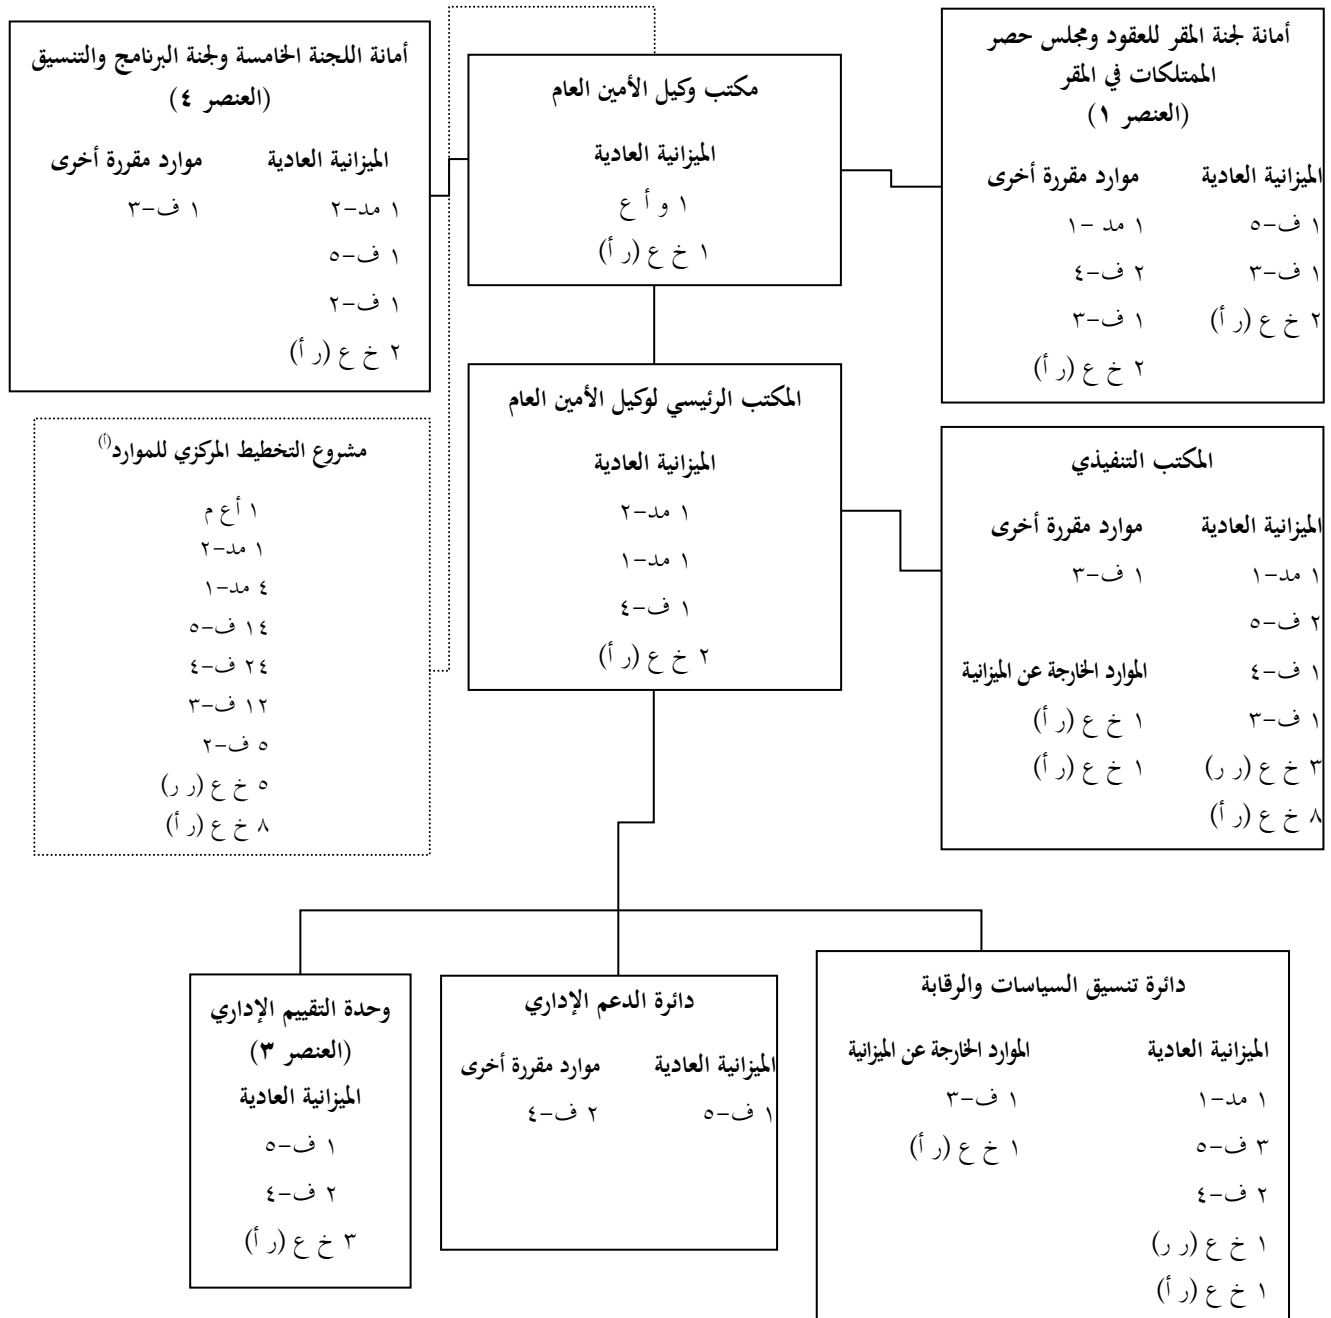 أمانة لجنة المقر للعقود ومجلس حصر
الممتلكات في المقر
(العنصر ١)
الميزانية العادية
١ ف-٥
١ ف-٣
٢ خ ع (ر أ)
موارد مقررة أخرى
١ مد -١
٢ ف-٤
١ ف-٣
٢ خ ع (ر أ)
مكتب وكيل الأمين العام
الميزانية العادية
١ و أ ع
١ خ ع (ر أ)
أمانة اللجنة الخامسة ولجنة البرنامج والتنسيق
(العنصر ٤)
الميزانية العادية
١ مد-٢
١ ف-٥
١ ف-٢
٢ خ ع (ر أ)
موارد مقررة أخرى
١ ف-٣
المكتب التنفيذي
الميزانية العادية
١ مد-١
٢ ف-٥
١ ف-٤
١ ف-٣
٣ خ ع (ر ر)
٨ خ ع (ر أ)
موارد مقررة أخرى
١ ف-٣
الموارد الخارجة عن الميزانية
١ خ ع (ر أ)
١ خ ع (ر أ)
المكتب الرئيسي لوكيل الأمين العام
الميزانية العادية
١ مد-٢
١ مد-١
١ ف-٤
٢ خ ع (ر أ)
مشروع التخطيط المركزي للموارد(أ)
١ أ ع م
١ مد-٢
٤ مد-١
١٤ ف-٥
٢٤ ف-٤
١٢ ف-٣
٥ ف-٢
٥ خ ع (ر ر)
٨ خ ع (ر أ)
دائرة تنسيق السياسات والرقابة
الميزانية العادية
١ مد-١
٣ ف-٥
٢ ف-٤
١ خ ع (ر ر)
١ خ ع (ر أ)
الموارد الخارجة عن الميزانية
١ ف-٣
١ خ ع (ر أ)
دائرة الدعم الإداري
الميزانية العادية
١ ف-٥
موارد مقررة أخرى
٢ ف-٤
وحدة التقييم الإداري
(العنصر ٣)
الميزانية العادية
١ ف-٥
٢ ف-٤
٣ خ ع (ر أ)